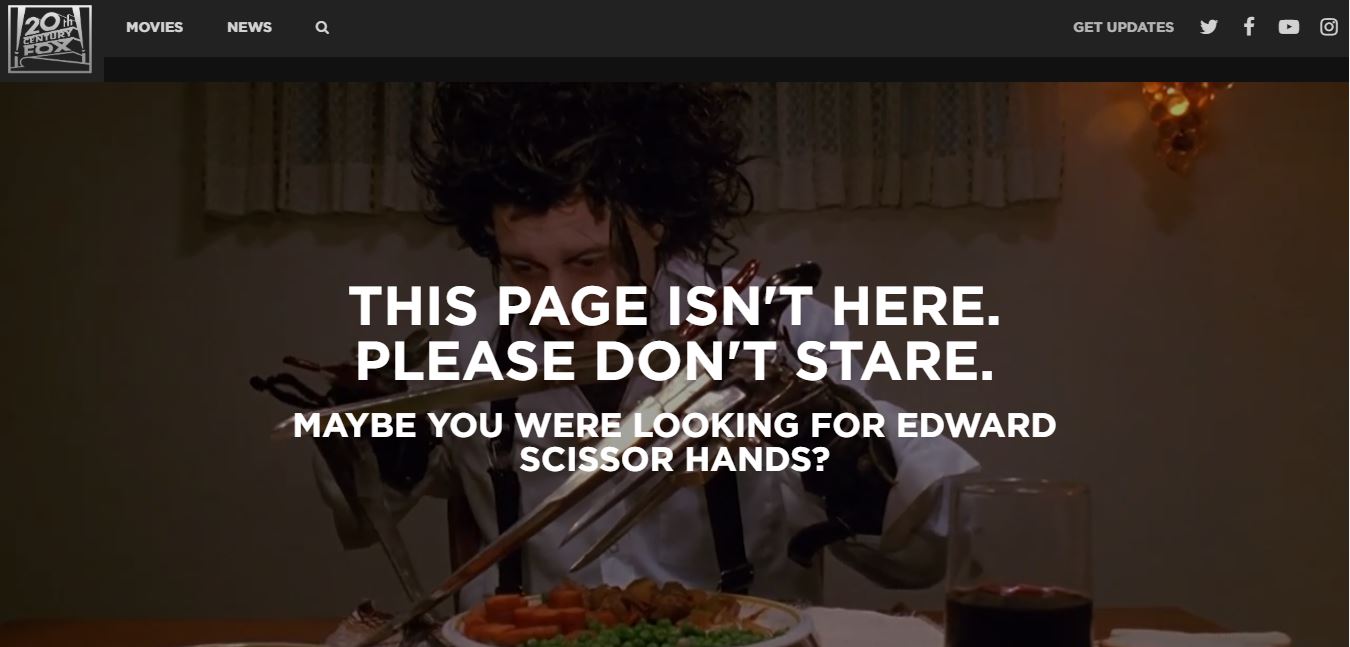 20th
CENTURY
FOX
MOVIES
NEWS
GET UPDATES
THIS PAGE ISN'T HERE.
PLEASE DON'T STARE.
MAYBE YOU WERE LOOKING FOR EDWARD
SCISSOR HANDS?